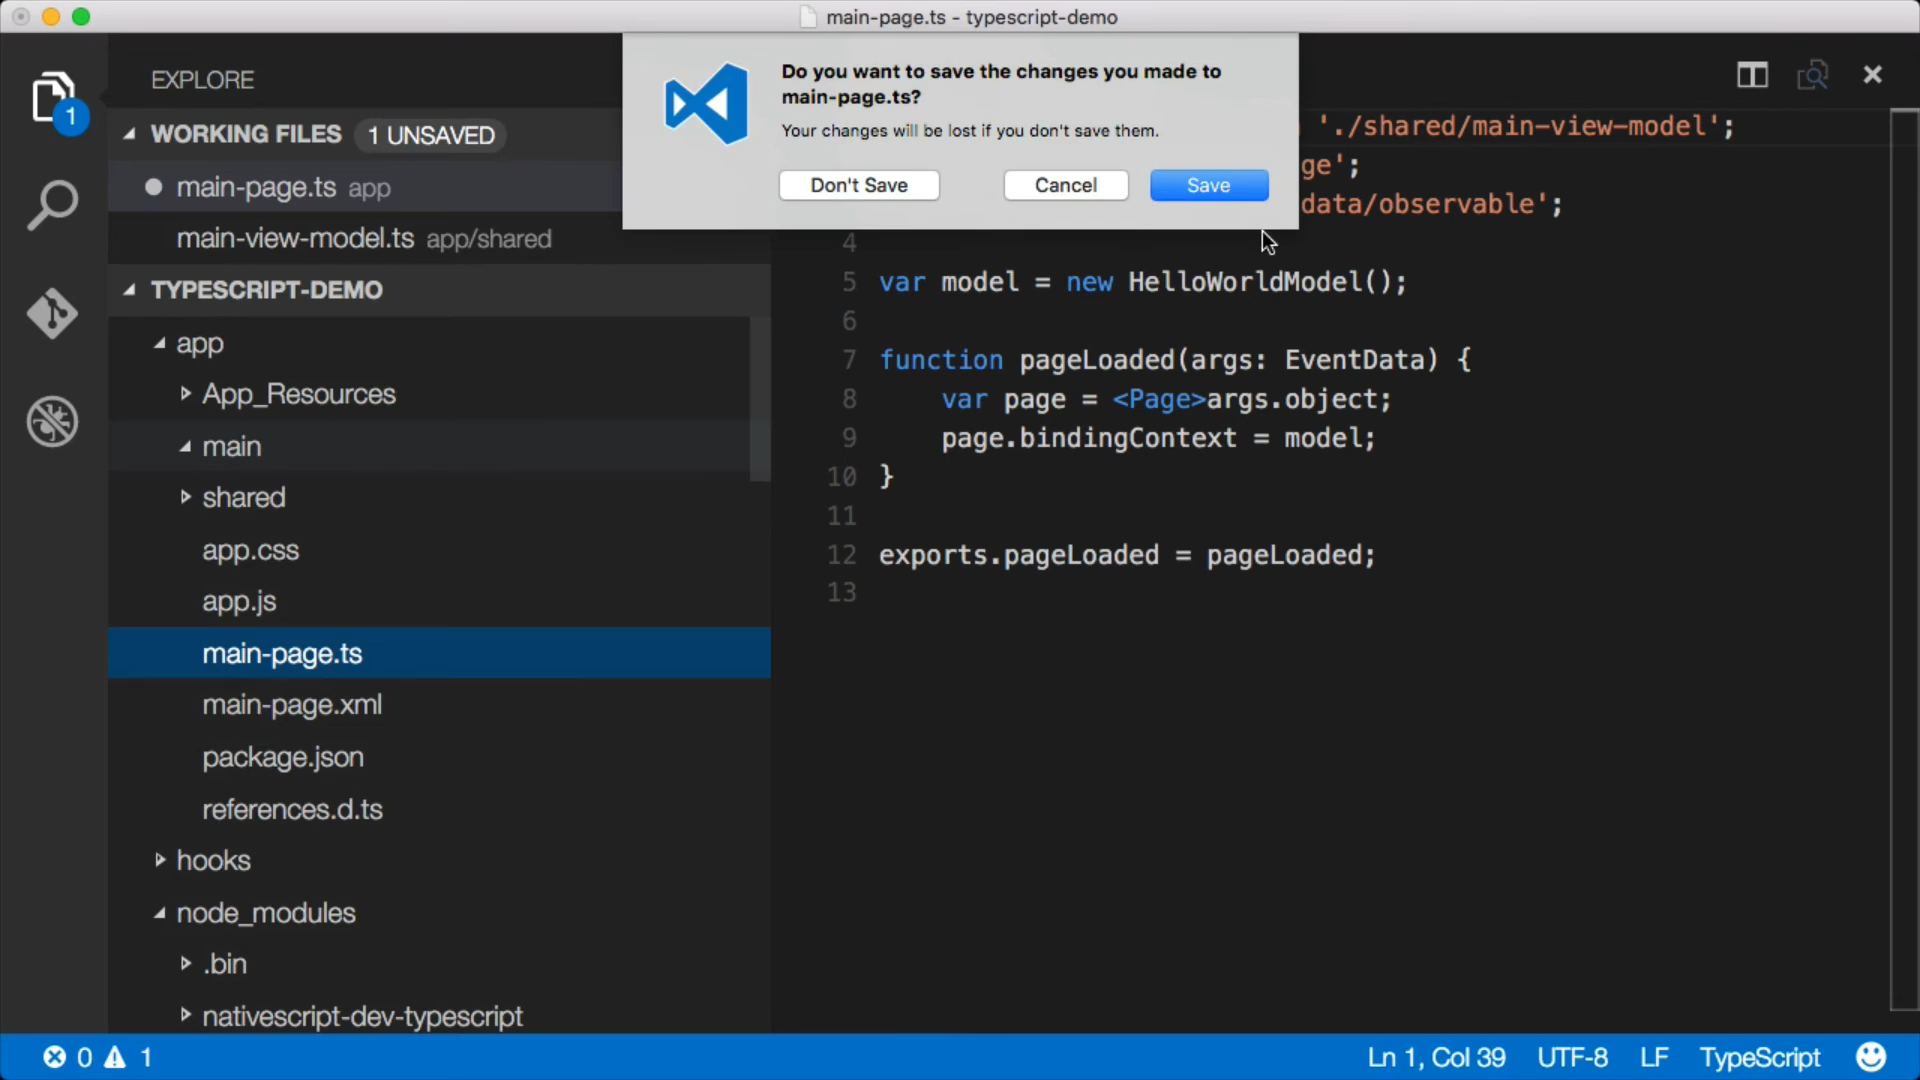 main-page.ts - typescript-demo
EXPLORE
1
WORKING FILES 1 UNSAVED
main-page.ts app
main-view-model.ts app/shared
TYPESCRIPT-DEMO
app
App_Resources
main
shared
app.css
app.js
main-page.ts
main-page.xml
package.json
references.d.ts
hooks
node_modules
.bin
nativescript-dev-typescript
Do you want to save the changes you made to
main-page.ts?
Your changes will be lost if you don't save them.
Don't Save Cancel Save
'./shared/main-view-model';
ge';
data/observable';
4
5 var model = new HelloWorldModel();
6
7 function pageLoaded(args: EventData) {
8 var page = <Page>args.object;
9 page.bindingContext = model;
10 }
11
12 exports.pageLoaded = pageLoaded;
13
0 1 Ln 1, Col 39 UTF-8 LF TypeScript